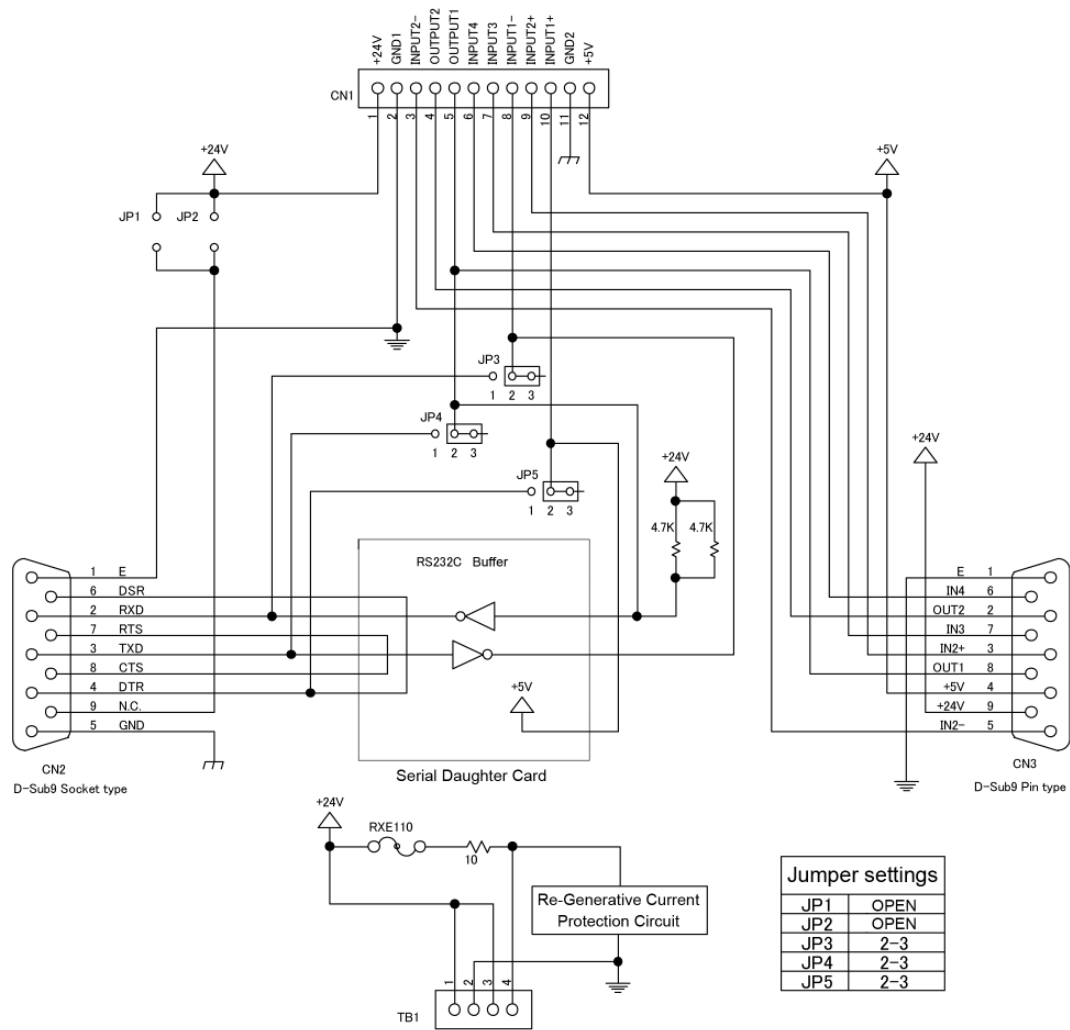 +24V
GND1
INPUT2-
OUTPUT2
OUTPUT1
INPUT4
INPUT3
INPUT1-
INPUT2+
INPUT1+
GND2
+5V
CN1
1 2 3 4 5 6 7 8 9 10 11 12
+24V
+5V
JP1
JP2
JP3
1 2 3
JP4
1 2 3
+24V
+24V
JP5
1 2 3
4.7K
4.7K
RS232C Buffer
1 E
6 DSR
2 RXD
7 RTS
3 TXD
8 CTS
4 DTR
9 N.C.
5 GND
+5V
E 1
IN4 6
OUT2 2
IN3 7
IN2+ 3
OUT1 8
+5V 4
+24V 9
IN2- 5
CN2
D-Sub9 Socket type
Serial Daughter Card
CN3
D-Sub9 Pin type
+24V
RXE110
10
Re-Generative Current
Protection Circuit
1 2 3 4
TB1
Jumper settings
JP1 OPEN
JP2 OPEN
JP3 2-3
JP4 2-3
JP5 2-3